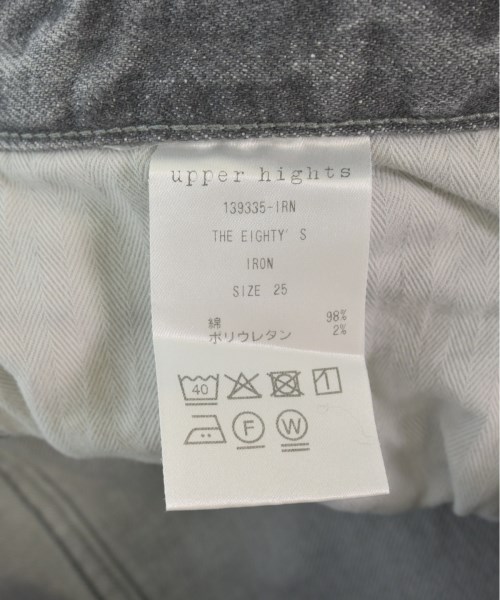 upper hights
139335-IRN
THE EIGHTY' S
IRON
SIZE 25
綿 98%
ポリウレタン 2%
40
F W